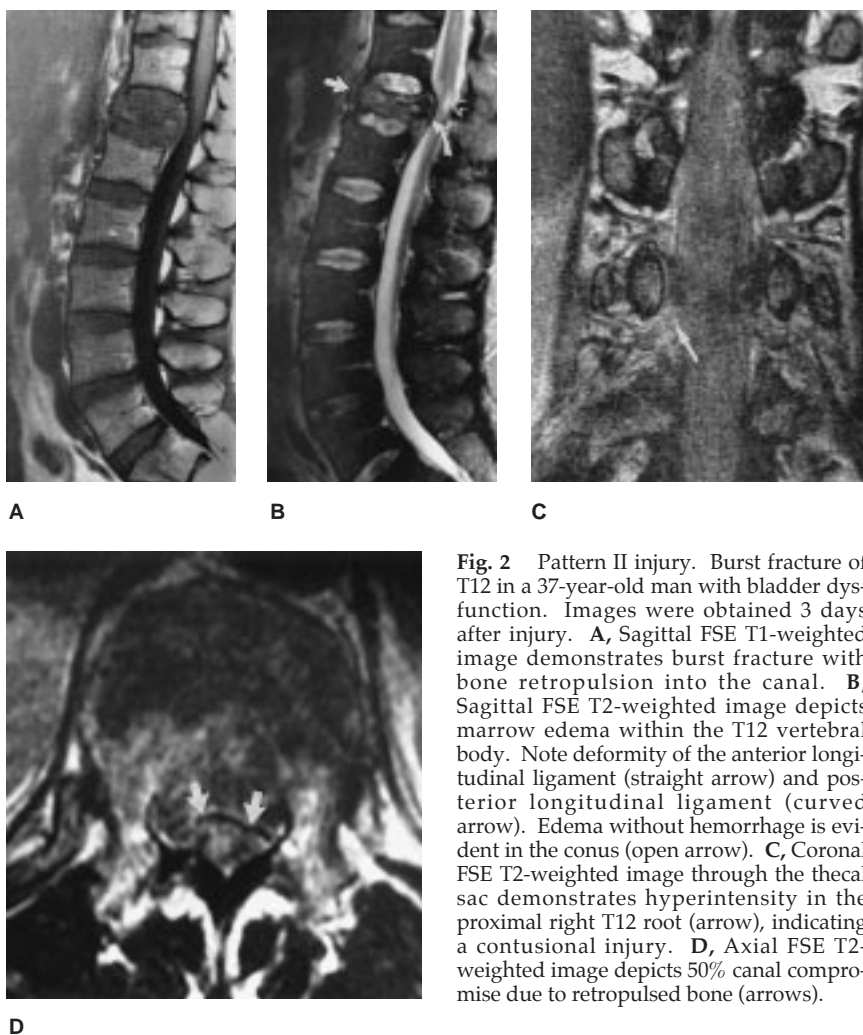 A
B
C
D
Fig. 2 Pattern II injury. Burst fracture of
T12 in a 37-year-old man with bladder dys-
function. Images were obtained 3 days
after injury. A, Sagittal FSE T1-weighted
image demonstrates burst fracture with
bone retropulsion into the canal. B,
Sagittal FSE T2-weighted image depicts
marrow edema within the T12 vertebral
body. Note deformity of the anterior longi-
tudinal ligament (straight arrow) and pos-
terior longitudinal ligament (curved
arrow). Edema without hemorrhage is evi-
dent in the conus (open arrow). C, Coronal
FSE T2-weighted image through the thecal
sac demonstrates hyperintensity in the
proximal right T12 root (arrow), indicating
a contusional injury. D, Axial FSE T2-
weighted image depicts 50% canal compro-
mise due to retropulsed bone (arrows).